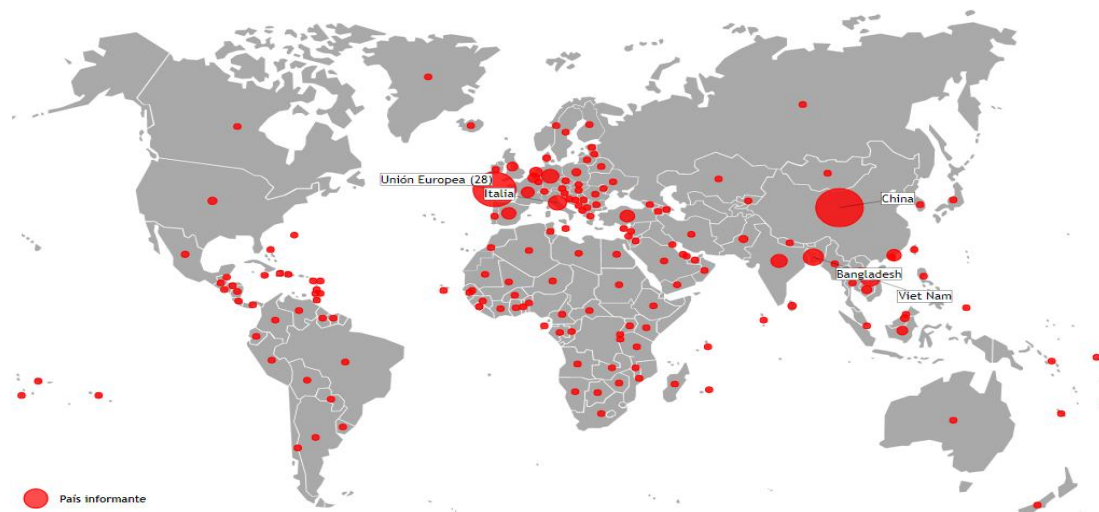 Unión Europea (28)
Italia
China
Bangladesh
Viet Nam
País informante